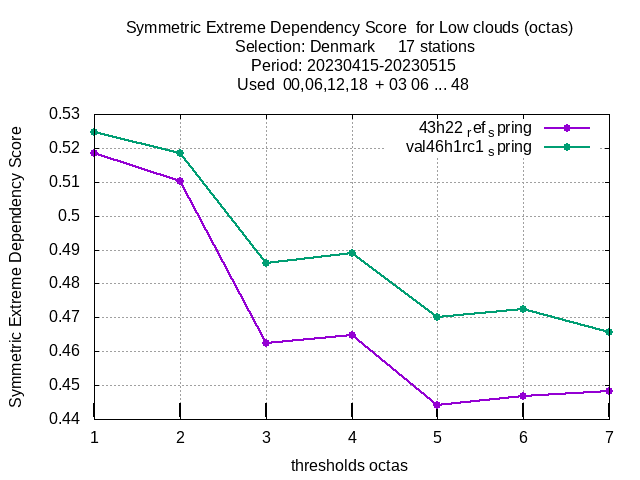 Symmetric Extreme Dependency Score  for Low clouds (octas)
Selection: Denmark     17 stations
Period: 20230415-20230515
Used  00,06,12,18  + 03 06 ... 48
43h22 ref spring
val46h1rc1 spring
Symmetric Extreme Dependency Score
0.53
0.52
0.51
0.5
0.49
0.48
0.47
0.46
0.45
0.44
1 2 3 4 5 6 7
thresholds octas